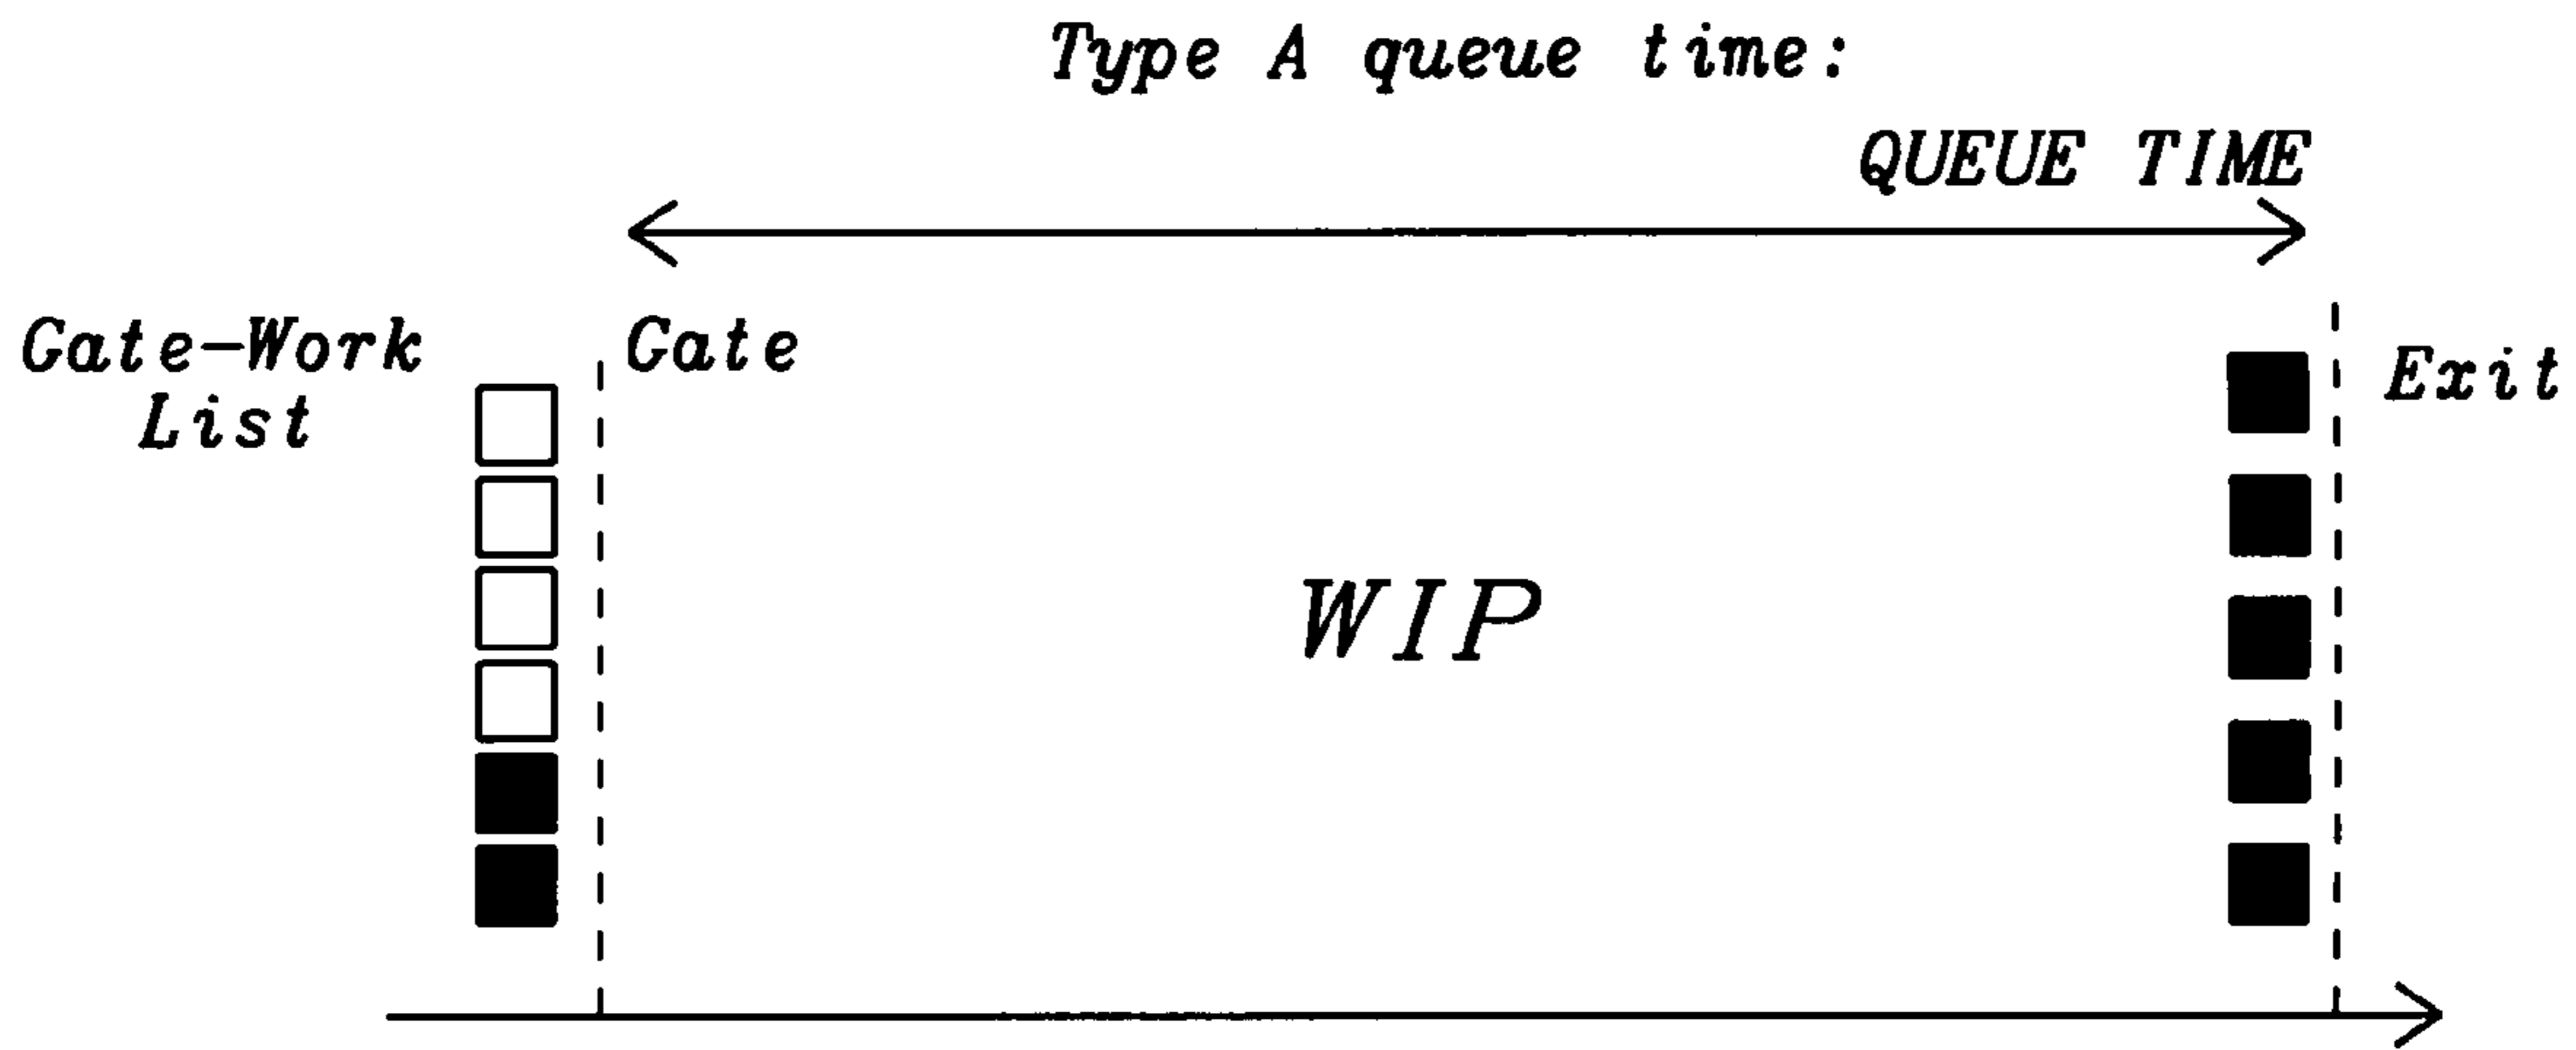 Type A queue time:
QUEUE TIME
Gate-Work
List
Gate
Exit
WIP